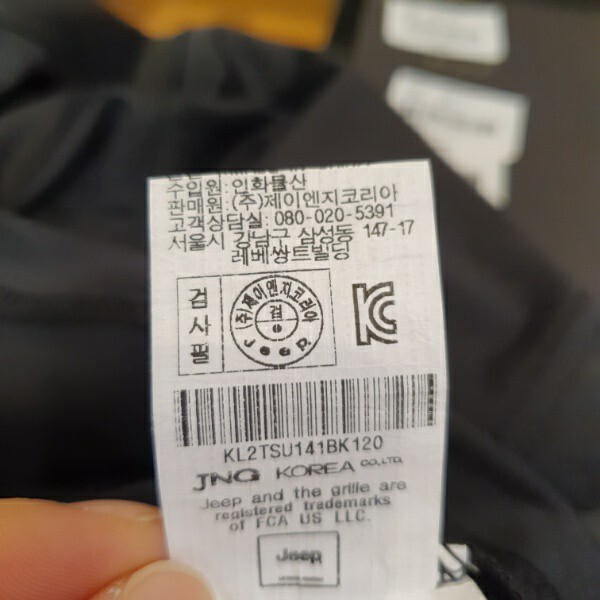 수입원: 인화물산
판매원: (주)제이엔지코리아
고객상담실: 080-020-5391
서울시 강남구 삼성동 147-17
레베쌍트빌딩
검
사
필
(주)제이엔지코리아
검
Jeep
KC
KL2TSU141BK120
JNG KOREA CO.,LTD.
Jeep and the grille are
registered trademarks
of FCA US LLC.
Jeep